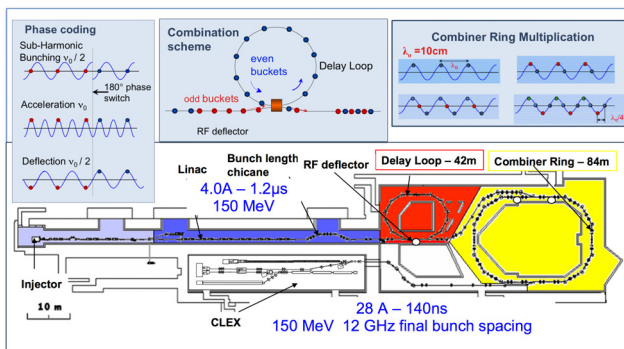 Phase coding
Sub-Harmonic
Bunching ν₀ / 2
180° phase
switch
Acceleration ν₀
Deflection ν₀ / 2
Combination
scheme
even
buckets
Delay Loop
odd buckets
RF deflector
Combiner Ring Multiplication
λ₀ = 10cm
λ₀
λ₀/4
Bunch length
chicane
Linac
RF deflector
Delay Loop – 42m
Combiner Ring – 84m
4.0A – 1.2μs
150 MeV
Injector
10 m
CLEX
28 A – 140ns
150 MeV 12 GHz final bunch spacing